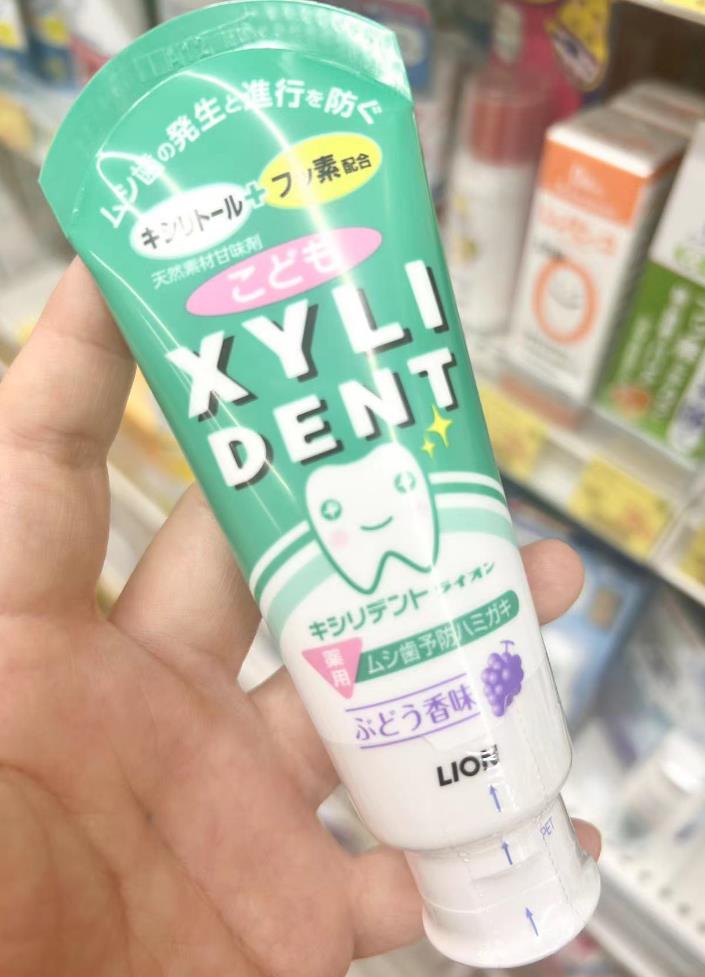 ムシ歯の発生と進行を防ぐ
キシリトール+フッ素配合
天然素材甘味剤
こども
XYLI
DENT
キシリデントライオン
薬用
ムシ歯予防ハミガキ
ぶどう香味
LION
PET